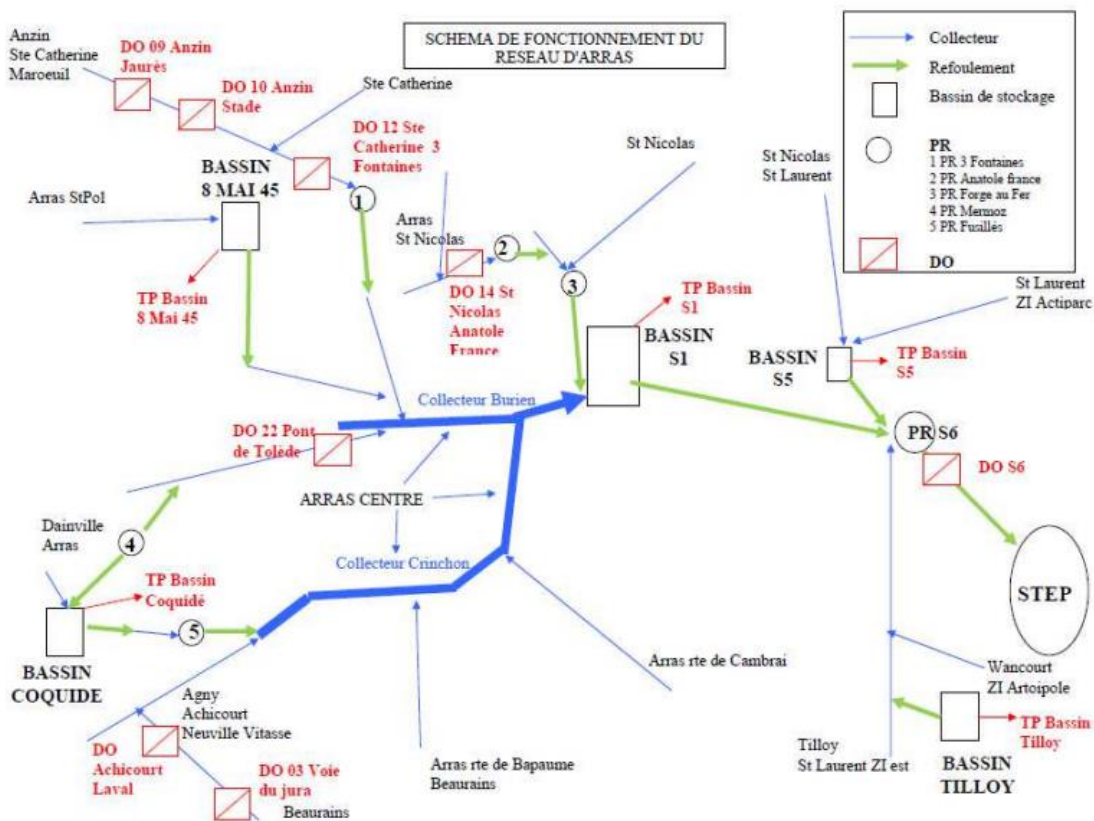 SCHEMA DE FONCTIONNEMENT DU
RESEAU D'ARRAS
Anzin
Ste Catherine
Maroeuil
DO 09 Anzin
Jaurès
DO 10 Anzin
Stade
Ste Catherine
DO 12 Ste
Catherine 3
Fontaines
BASSIN
8 MAI 45
Arras StPol
TP Bassin
8 Mai 45
1
Arras
St Nicolas
2
DO 14 St
Nicolas
Anatole
France
St Nicolas
3
TP Bassin
S1
BASSIN
S1
St Nicolas
St Laurent
Collecteur
Refoulement
Bassin de stockage
PR
1 PR 3 Fontaines
2 PR Anatole france
3 PR Forge au Fer
4 PR Mermoz
5 PR Fusillés
DO
St Laurent
ZI Actiparc
BASSIN
S5
TP Bassin
S5
PR S6
DO S6
STEP
Collecteur Burien
DO 22 Pont
de Tolède
ARRAS CENTRE
Collecteur Crinchon
Dainville
Arras
4
TP Bassin
Coquidé
5
BASSIN
COQUIDE
Agny
Achicourt
Neuville Vitasse
DO
Achicourt
Laval
DO 03 Voie
du jura
Beaurains
Arras rte de Bapaume
Beaurains
Arras rte de Cambrai
Wancourt
ZI Artoipole
Tilloy
St Laurent ZI est
TP Bassin
Tilloy
BASSIN
TILLOY